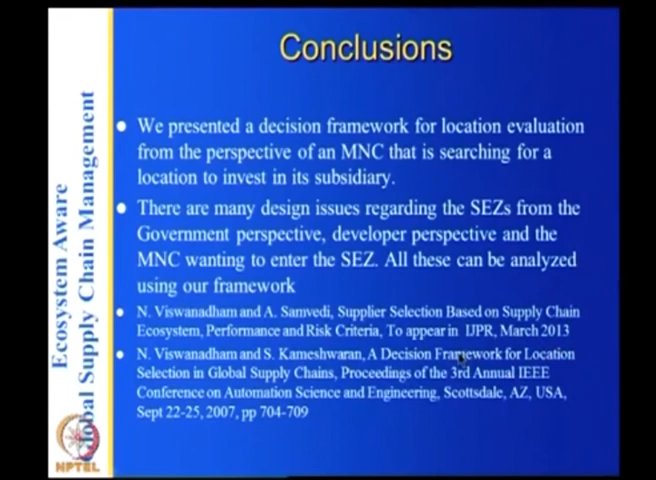 Conclusions
We presented a decision framework for location evaluation
from the perspective of an MNC that is searching for a
location to invest in its subsidiary.
There are many design issues regarding the SEZs from the
Government perspective, developer perspective and the
MNC wanting to enter the SEZ. All these can be analyzed
using our framework
N. Viswanadham and A. Samvedi, Supplier Selection Based on Supply Chain
Ecosystem, Performance and Risk Criteria, To appear in IJPR, March 2013
N. Viswanadham and S. Kameshwaran, A Decision Framework for Location
Selection in Global Supply Chains, Proceedings of the 3rd Annual IEEE
Conference on Automation Science and Engineering, Scottsdale, AZ, USA,
Sept 22-25, 2007, pp 704-709
Ecosystem Aware
Global Supply Chain Management
NPTEL